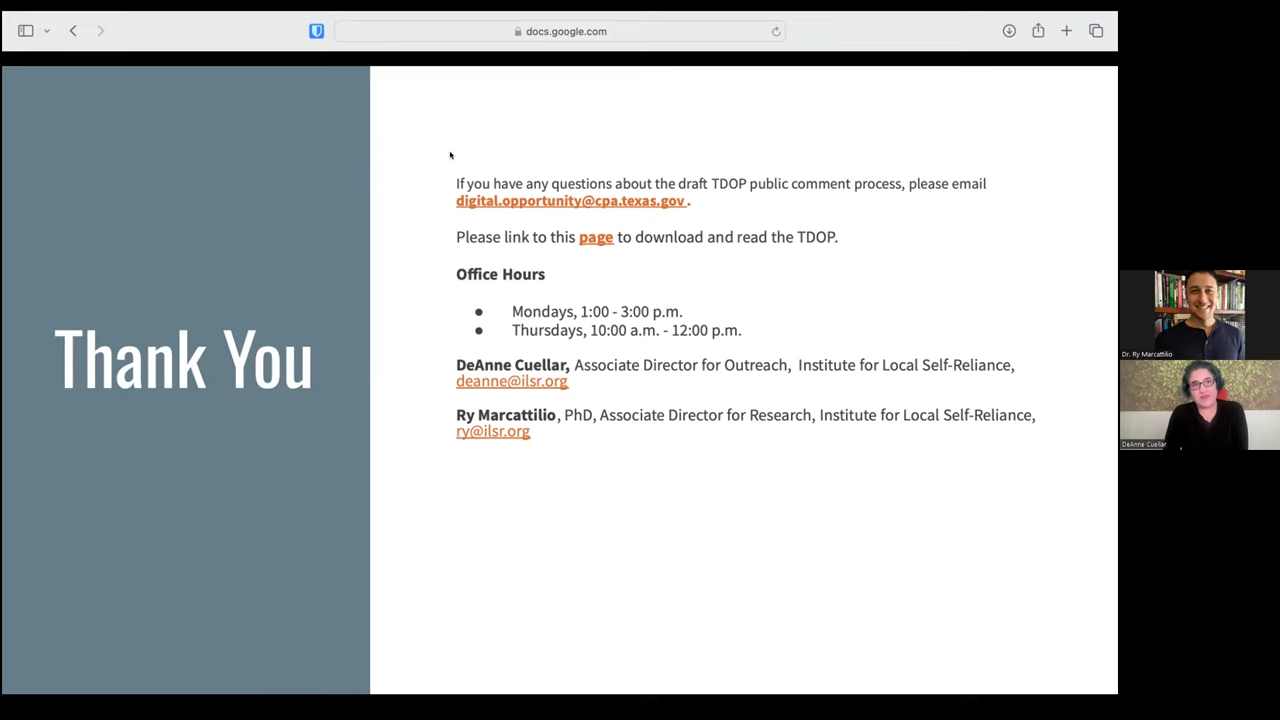 docs.google.com
Thank You
If you have any questions about the draft TDOP public comment process, please email
digital.opportunity@cpa.texas.gov .
Please link to this page to download and read the TDOP.
Office Hours
● Mondays, 1:00 - 3:00 p.m.
● Thursdays, 10:00 a.m. - 12:00 p.m.
DeAnne Cuellar, Associate Director for Outreach, Institute for Local Self-Reliance,
deanne@ilsr.org
Ry Marcattilio, PhD, Associate Director for Research, Institute for Local Self-Reliance,
ry@ilsr.org
Dr. Ry Marcattilio
DeAnne Cuellar